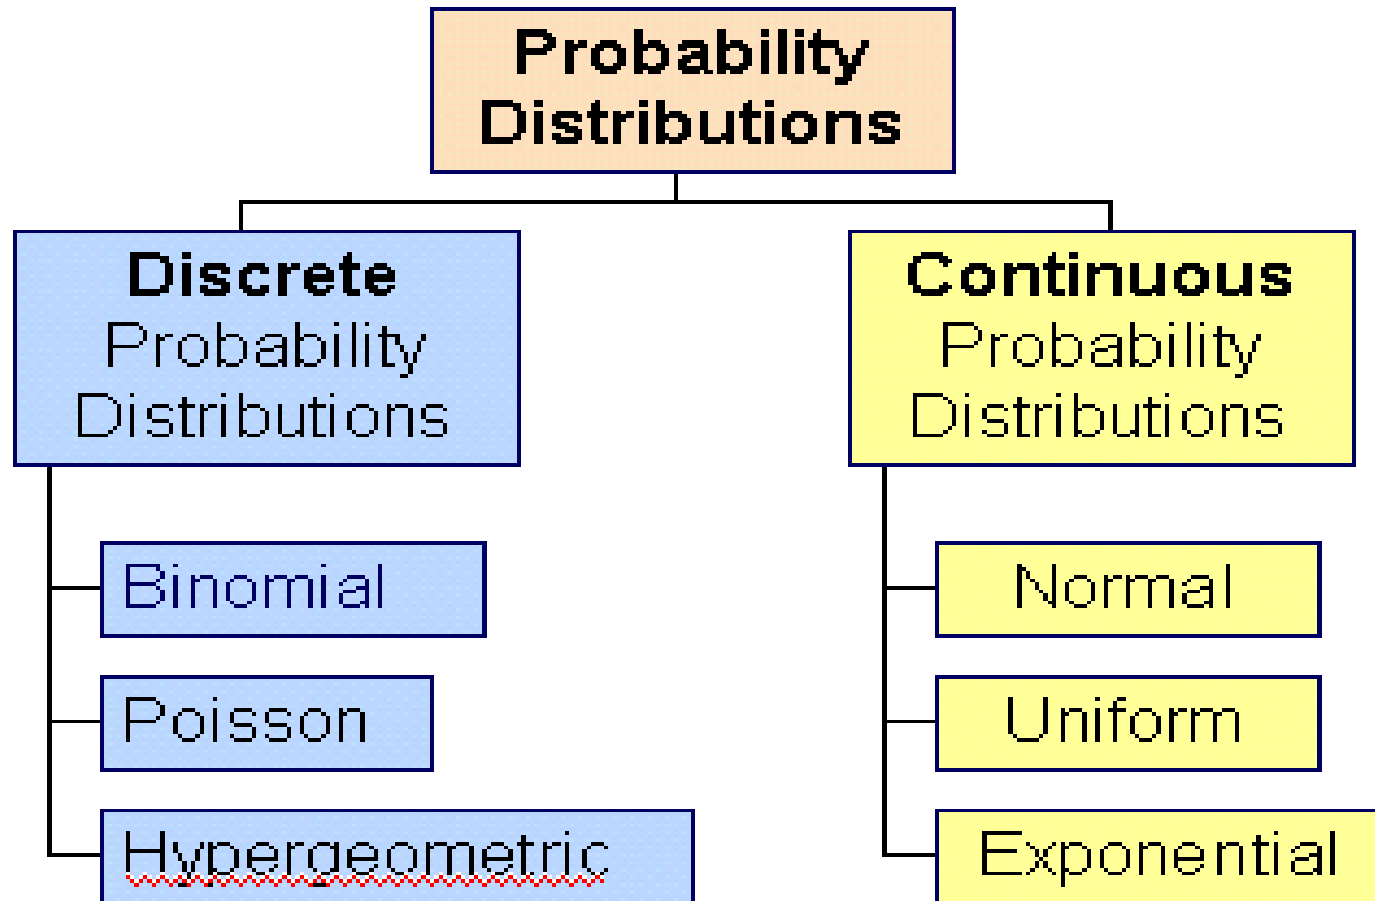 Probability
Distributions
Discrete
Probability
Distributions
Binomial
Poisson
Hypergeometric
Continuous
Probability
Distributions
Normal
Uniform
Exponential